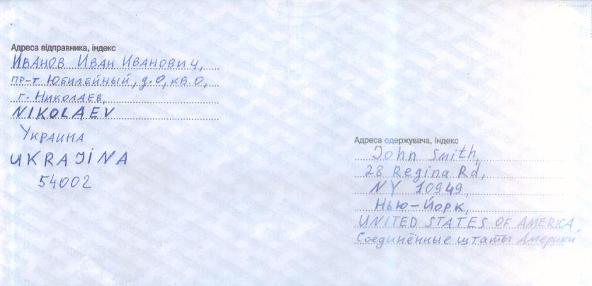 Адреса відправника, індекс
Иванов Иван Иванович,
пр-т Юбилейный, д.0, кв.0,
г. Николаев,
NIKOLAEV
Украина
UKRAJINA
54002
Адреса одержувача, індекс
John Smith,
28 Regina Rd,
NY 10949,
Нью-Йорк,
UNITED STATES OF AMERICA,
Соединённые штаты Америки